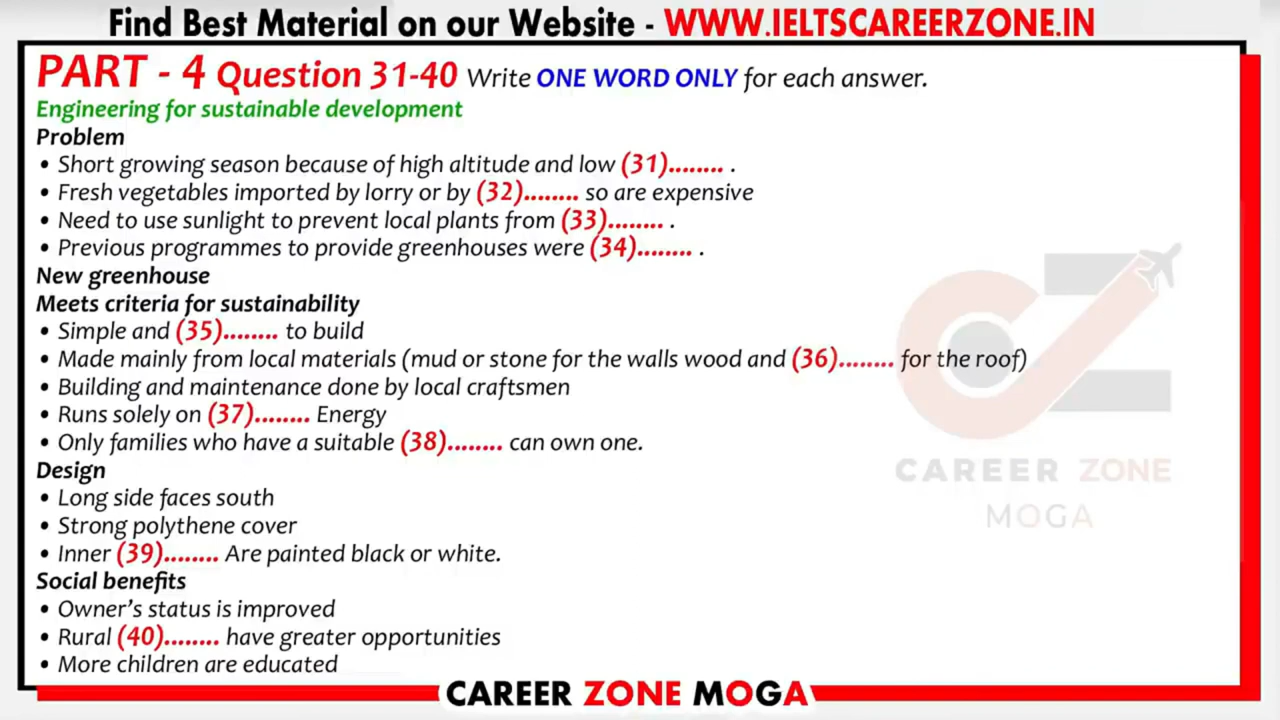 Find Best Material on our Website - WWW.IELTSCAREERZONE.IN
PART - 4 Question 31-40 Write ONE WORD ONLY for each answer.
Engineering for sustainable development
Problem
• Short growing season because of high altitude and low (31)........ .
• Fresh vegetables imported by lorry or by (32)........ so are expensive
• Need to use sunlight to prevent local plants from (33)........ .
• Previous programmes to provide greenhouses were (34)........ .
New greenhouse
Meets criteria for sustainability
• Simple and (35)........ to build
• Made mainly from local materials (mud or stone for the walls wood and (36)........ for the roof)
• Building and maintenance done by local craftsmen
• Runs solely on (37)........ Energy
• Only families who have a suitable (38)........ can own one.
Design
• Long side faces south
• Strong polythene cover
• Inner (39)........ Are painted black or white.
Social benefits
• Owner's status is improved
• Rural (40)........ have greater opportunities
• More children are educated
CZ
CAREER ZONE
MOGA
CAREER ZONE MOGA